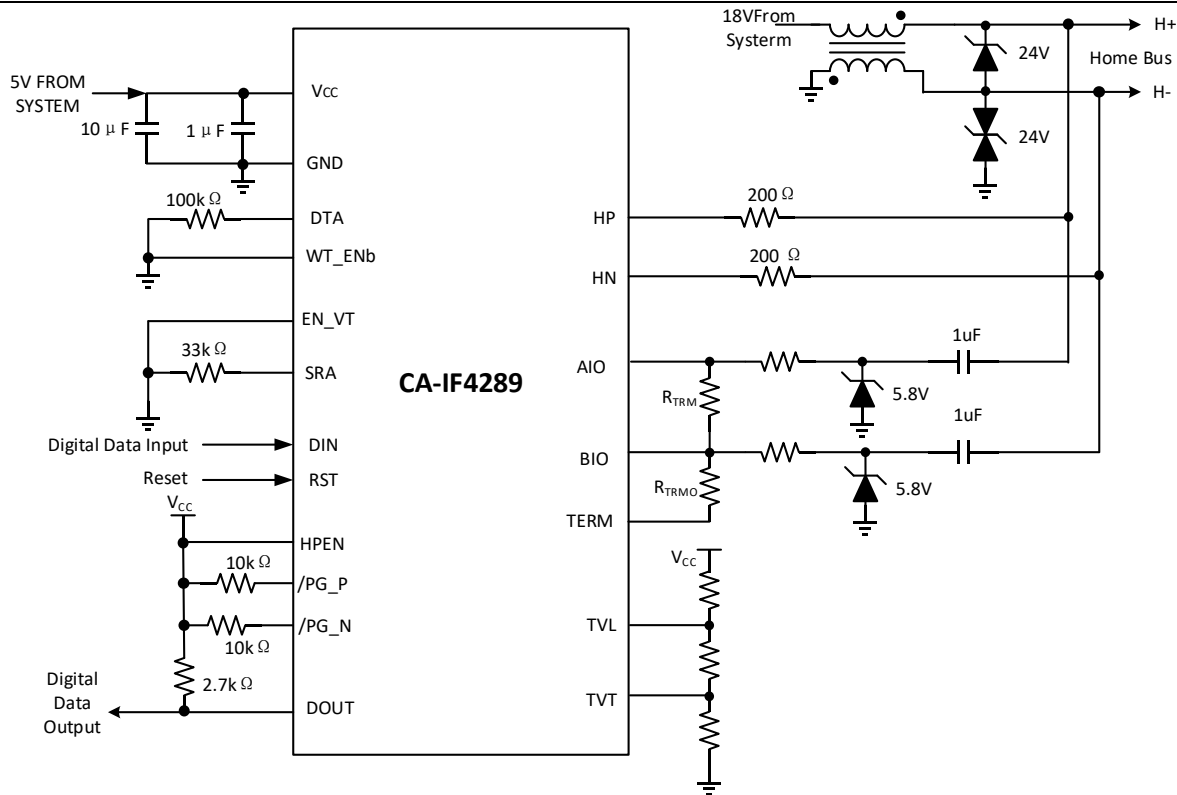 18VFrom
Systerm
H+
24V
Home Bus
H-
24V
5V FROM
SYSTEM
10 μ F
1 μ F
VCC
GND
100k Ω
DTA
WT_ENb
EN_VT
33k Ω
SRA
Digital Data Input
DIN
Reset
RST
VCC
HPEN
10k Ω
/PG_P
/PG_N
10k Ω
2.7k Ω
Digital
Data
Output
DOUT
CA-IF4289
HP
200 Ω
HN
200 Ω
AIO
1uF
RTRM
5.8V
1uF
BIO
RTRMO
5.8V
TERM
VCC
TVL
TVT